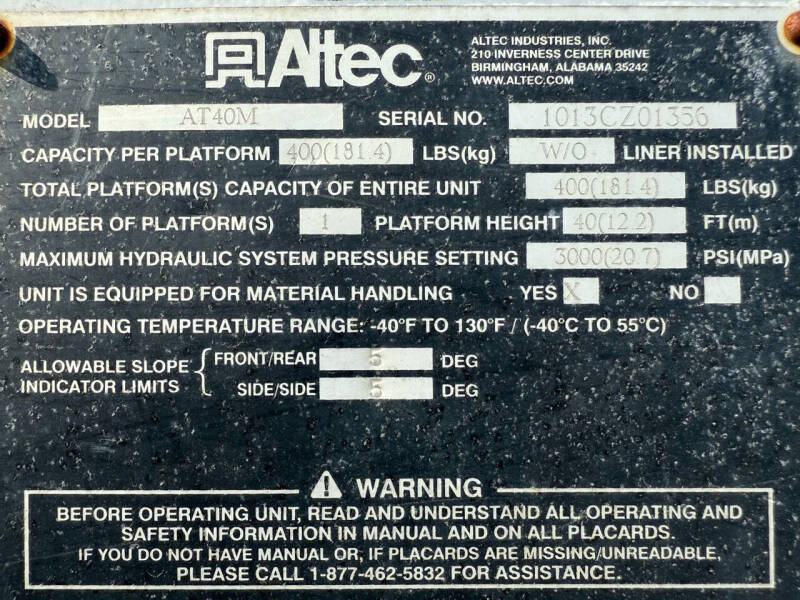 Altec®
ALTEC INDUSTRIES, INC.
210 INVERNESS CENTER DRIVE
BIRMINGHAM, ALABAMA 35242
WWW.ALTEC.COM
MODEL AT40M SERIAL NO. 1013CZ01356
CAPACITY PER PLATFORM 400(181.4) LBS(kg) W/O LINER INSTALLED
TOTAL PLATFORM(S) CAPACITY OF ENTIRE UNIT 400(181.4) LBS(kg)
NUMBER OF PLATFORM(S) 1 PLATFORM HEIGHT 40(12.2) FT(m)
MAXIMUM HYDRAULIC SYSTEM PRESSURE SETTING 3000(20.7) PSI(MPa)
UNIT IS EQUIPPED FOR MATERIAL HANDLING YES X NO
OPERATING TEMPERATURE RANGE: -40°F TO 130°F / (-40°C TO 55°C)
ALLOWABLE SLOPE INDICATOR LIMITS
FRONT/REAR 5 DEG
SIDE/SIDE 5 DEG
⚠ WARNING
BEFORE OPERATING UNIT, READ AND UNDERSTAND ALL OPERATING AND
SAFETY INFORMATION IN MANUAL AND ON ALL PLACARDS.
IF YOU DO NOT HAVE MANUAL OR, IF PLACARDS ARE MISSING/UNREADABLE,
PLEASE CALL 1-877-462-5832 FOR ASSISTANCE.